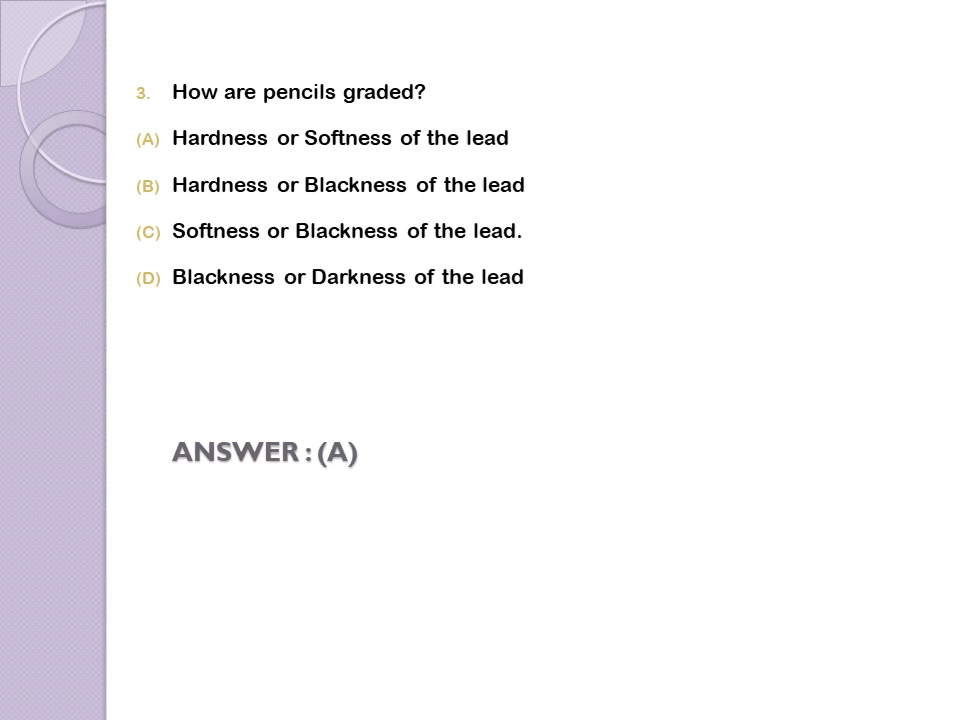 3. How are pencils graded?
(A) Hardness or Softness of the lead
(B) Hardness or Blackness of the lead
(C) Softness or Blackness of the lead.
(D) Blackness or Darkness of the lead
ANSWER : (A)